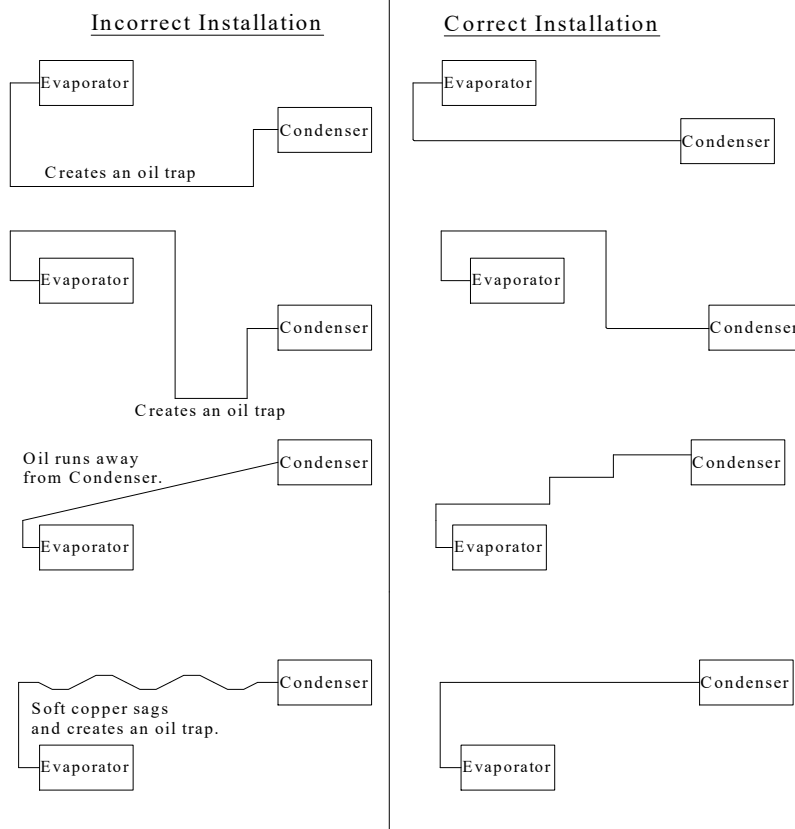 Incorrect Installation
Evaporator
Condenser
Creates an oil trap
Evaporator
Condenser
Creates an oil trap
Oil runs away
from Condenser.
Condenser
Evaporator
Condenser
Soft copper sags
and creates an oil trap.
Evaporator
Correct Installation
Evaporator
Condenser
Evaporator
Condenser
Condenser
Evaporator
Condenser
Evaporator